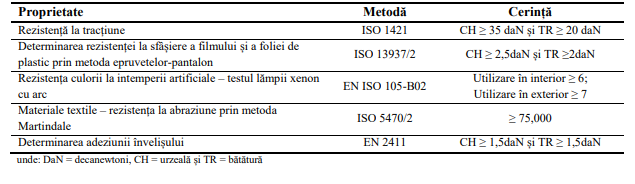 Proprietate Metodă Cerință
Rezistență la tracțiune ISO 1421 CH ≥ 35 daN și TR ≥ 20 daN
Determinarea rezistenței la sfâșiere a filmului și a foliei de
plastic prin metoda epruvetelor-pantalon ISO 13937/2 CH ≥ 2,5daN și TR ≥2daN
Rezistența culorii la intemperii artificiale – testul lămpii xenon
cu arc EN ISO 105-B02 Utilizare în interior ≥ 6;
Utilizare în exterior ≥ 7
Materiale textile – rezistența la abraziune prin metoda
Martindale ISO 5470/2 ≥ 75,000
Determinarea adeziunii învelișului EN 2411 CH ≥ 1,5daN și TR ≥ 1,5daN
unde: DaN = decanewtoni, CH = urzeală și TR = bătătură